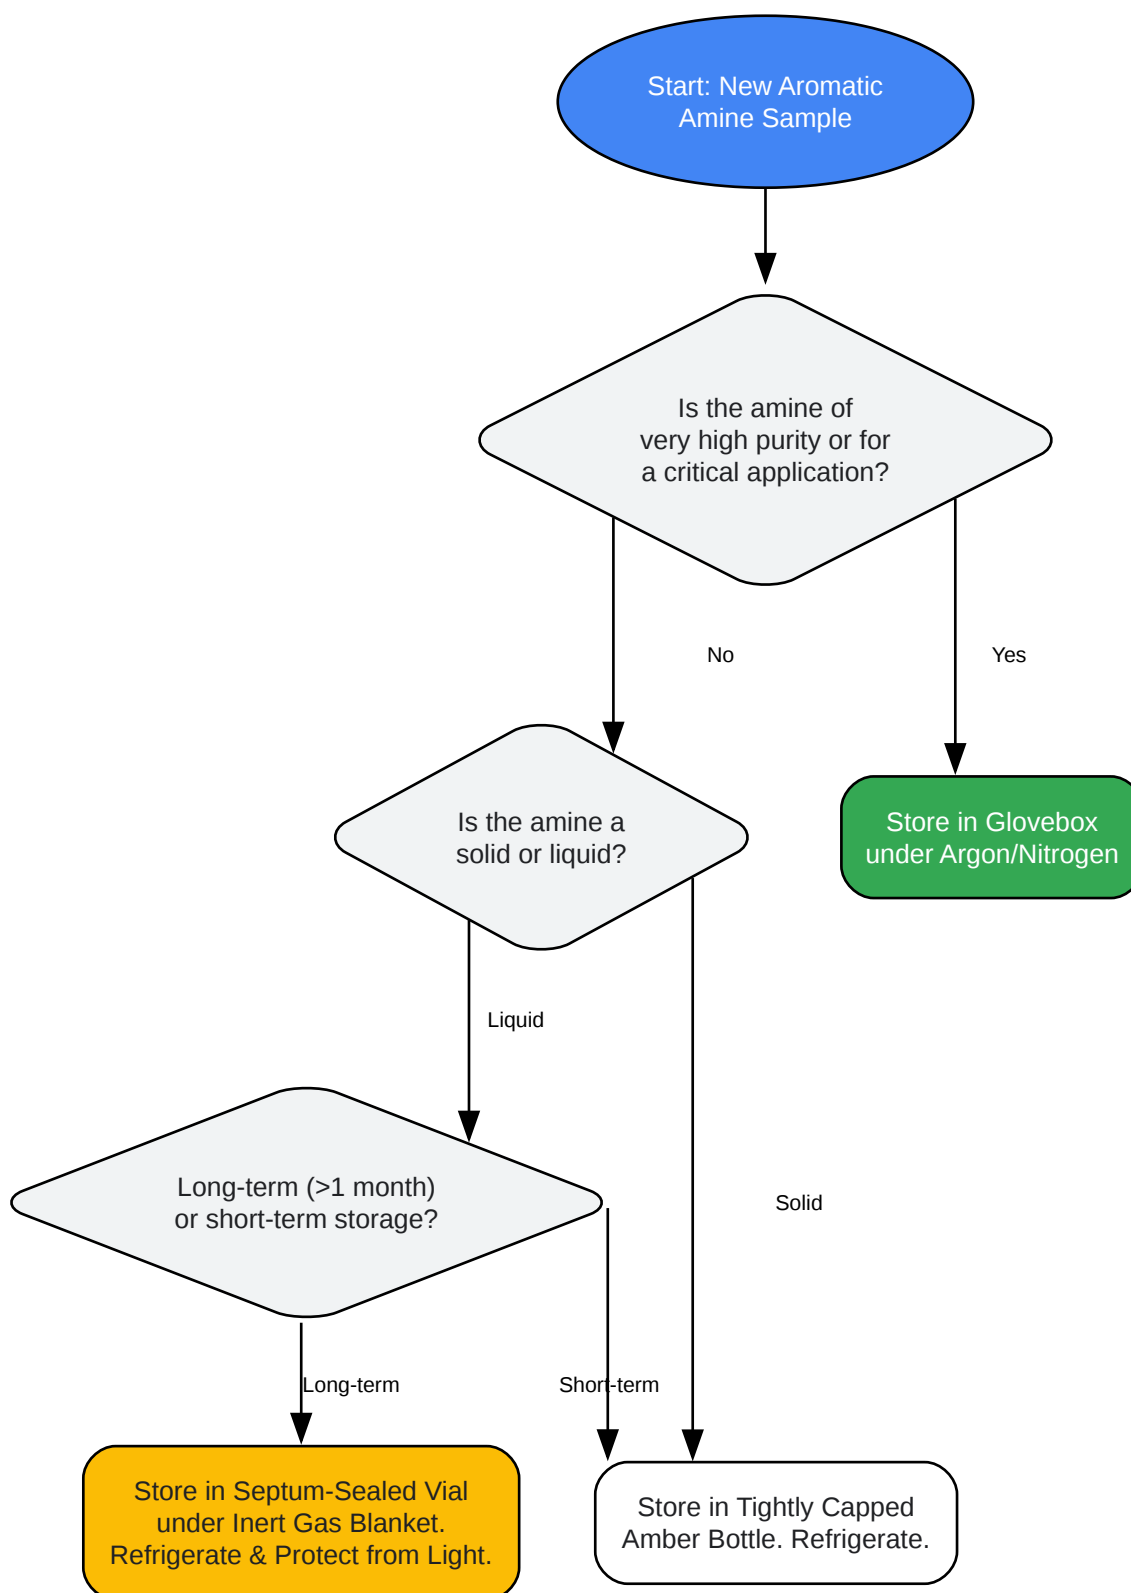 Start: New Aromatic
Amine Sample
Is the amine of
very high purity or for
a critical application?
No
Yes
Is the amine a
solid or liquid?
Store in Glovebox
under Argon/Nitrogen
Liquid
Long-term (>1 month)
or short-term storage?
Solid
Long-term
Short-term
Store in Septum-Sealed Vial
under Inert Gas Blanket.
Refrigerate & Protect from Light.
Store in Tightly Capped
Amber Bottle. Refrigerate.